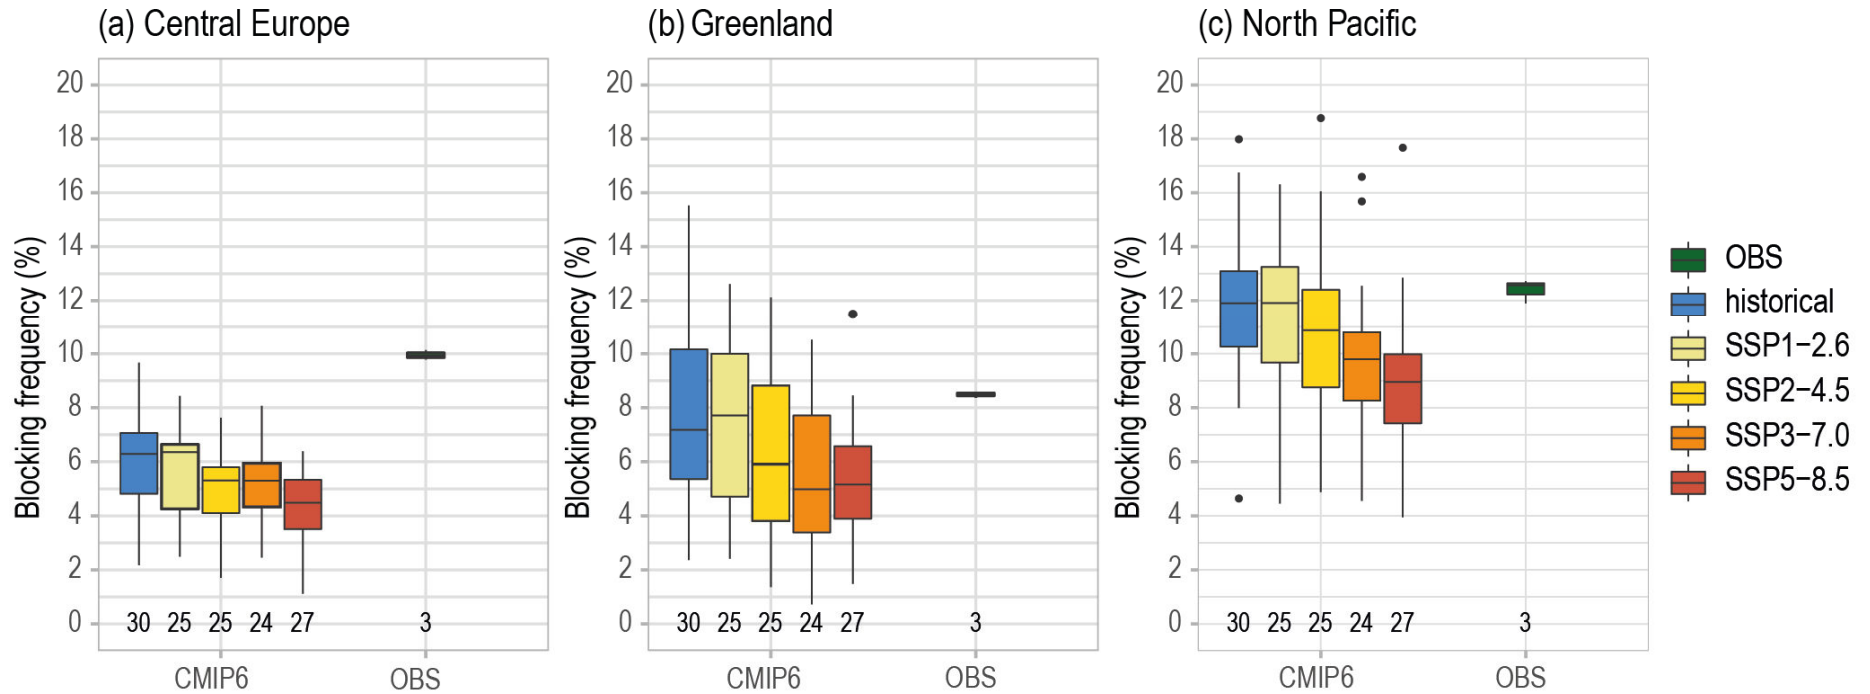 (a) Central Europe
Blocking frequency (%)
20
18
16
14
12
10
8
6
4
2
0
30 25 25 24 27 3
CMIP6 OBS
(b) Greenland
Blocking frequency (%)
20
18
16
14
12
10
8
6
4
2
0
30 25 25 24 27 3
CMIP6 OBS
(c) North Pacific
Blocking frequency (%)
20
18
16
14
12
10
8
6
4
2
0
30 25 25 24 27 3
CMIP6 OBS
OBS
historical
SSP1−2.6
SSP2−4.5
SSP3−7.0
SSP5−8.5